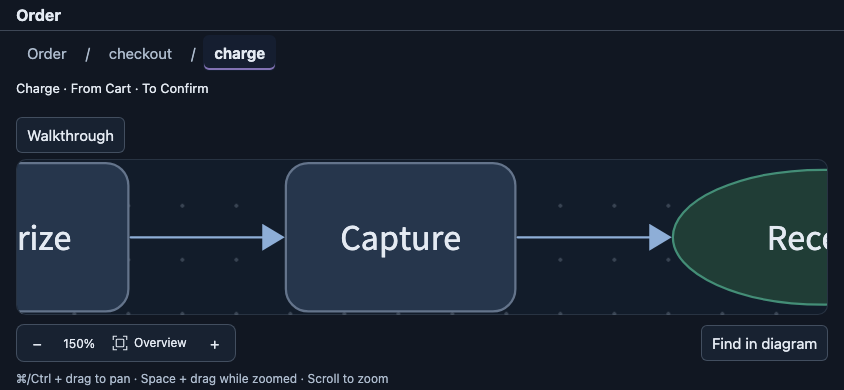 Order
Order / checkout / charge
Charge · From Cart · To Confirm
Walkthrough
rize Capture Rece
− 150% Overview + Find in diagram
⌘/Ctrl + drag to pan · Space + drag while zoomed · Scroll to zoom